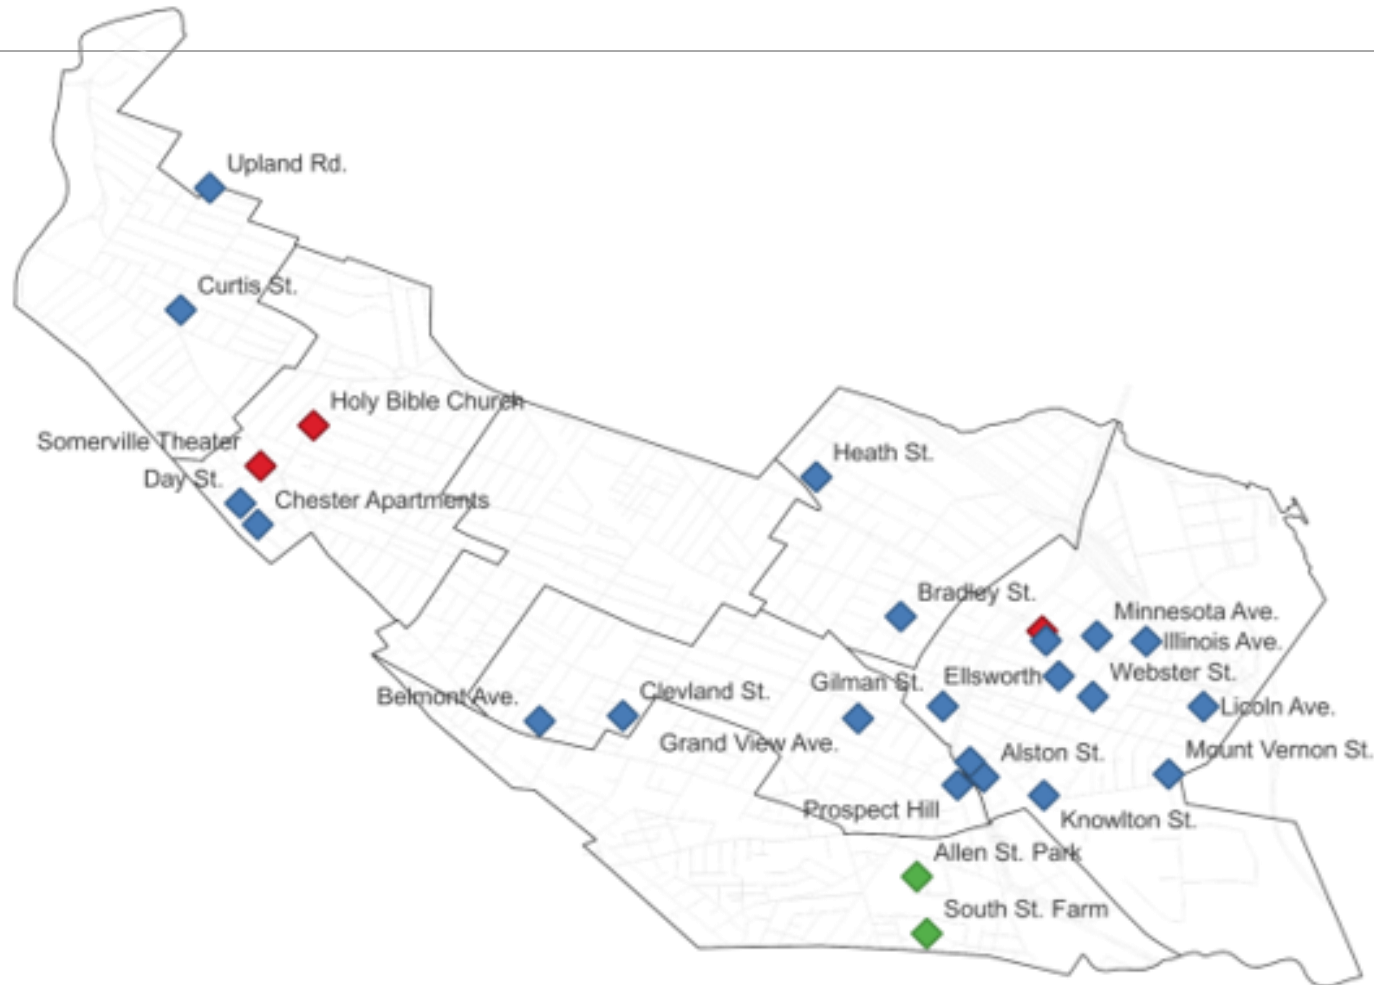 Upland Rd.
Curtis St.
Holy Bible Church
Somerville Theater
Heath St.
Day St.
Chester Apartments
Bradley St.
Minnesota Ave.
Illinois Ave.
Ellsworth
Webster St.
Gilman St.
Clevland St.
Belmont Ave.
Licoln Ave.
Grand View Ave.
Alston St.
Mount Vernon St.
Prospect Hill
Knowlton St.
Allen St. Park
South St. Farm